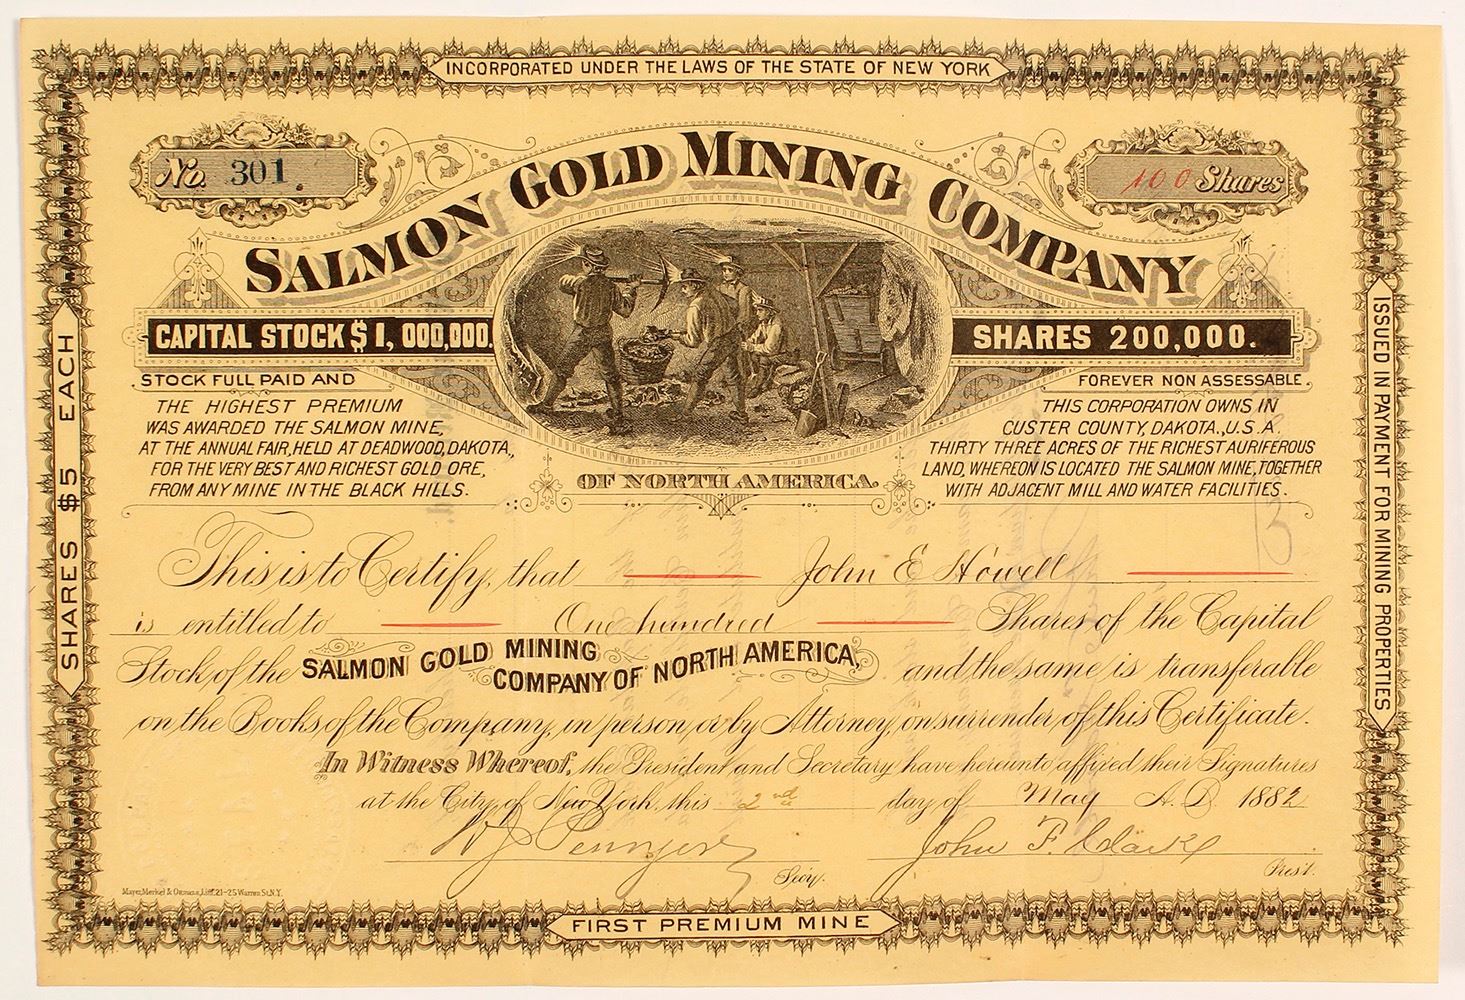 INCORPORATED UNDER THE LAWS OF THE STATE OF NEW YORK
No. 301.
100 Shares
SALMON GOLD MINING COMPANY
CAPITAL STOCK $1,000,000.
SHARES 200,000.
STOCK FULL PAID AND
FOREVER NON ASSESSABLE.
THE HIGHEST PREMIUM
WAS AWARDED THE SALMON MINE,
AT THE ANNUAL FAIR, HELD AT DEADWOOD, DAKOTA,
FOR THE VERY BEST AND RICHEST GOLD ORE,
FROM ANY MINE IN THE BLACK HILLS.
THIS CORPORATION OWNS IN
CUSTER COUNTY, DAKOTA., U.S.A.
THIRTY THREE ACRES OF THE RICHEST AURIFEROUS
LAND, WHEREON IS LOCATED THE SALMON MINE, TOGETHER
WITH ADJACENT MILL AND WATER FACILITIES.
OF NORTH AMERICA.
SHARES $5 EACH
ISSUED IN PAYMENT FOR MINING PROPERTIES
B
This is to Certify, that John E Howell
is entitled to One hundred Shares of the Capital
Stock of the SALMON GOLD MINING COMPANY OF NORTH AMERICA, and the same is transferable
on the Books of the Company, in person or by Attorney, on surrender of this Certificate.
In Witness Whereof, the President and Secretary have hereunto affixed their Signatures
at the City of New York, this 2nd day of May A.D. 1882
John F. Clark
Secy. Prest.
Mayer, Merkel & Ottmann, Lith. 21-25 Warren St. N.Y.
FIRST PREMIUM MINE